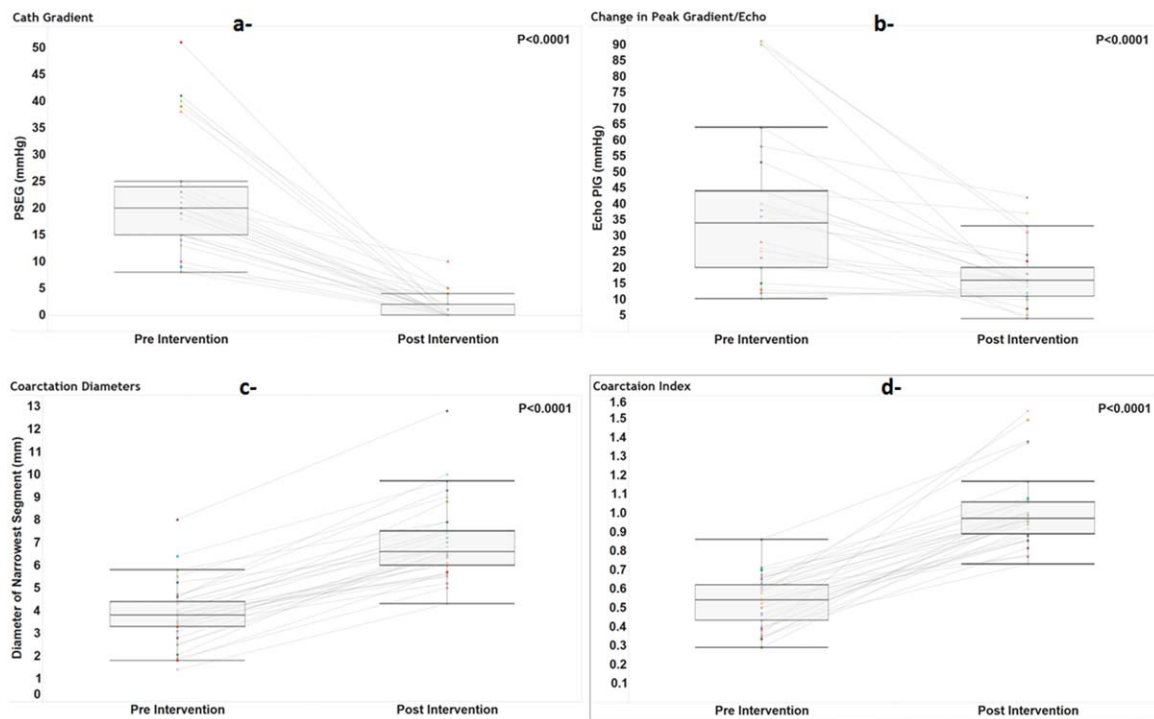 Cath Gradient
a-
P<0.0001
PSEG (mmHg)
50
45
40
35
30
25
20
15
10
5
0
Pre Intervention
Post Intervention
Change in Peak Gradient/Echo
b-
P<0.0001
Echo PIG (mmHg)
90
85
80
75
70
65
60
55
50
45
40
35
30
25
20
15
10
5
Pre Intervention
Post Intervention
Coarctation Diameters
c-
P<0.0001
Diameter of Narrowest Segment (mm)
13
12
11
10
9
8
7
6
5
4
3
2
1
0
Pre Intervention
Post Intervention
Coarctaion Index
d-
P<0.0001
1.6
1.5
1.4
1.3
1.2
1.1
1.0
0.9
0.8
0.7
0.6
0.5
0.4
0.3
0.2
0.1
Pre Intervention
Post Intervention